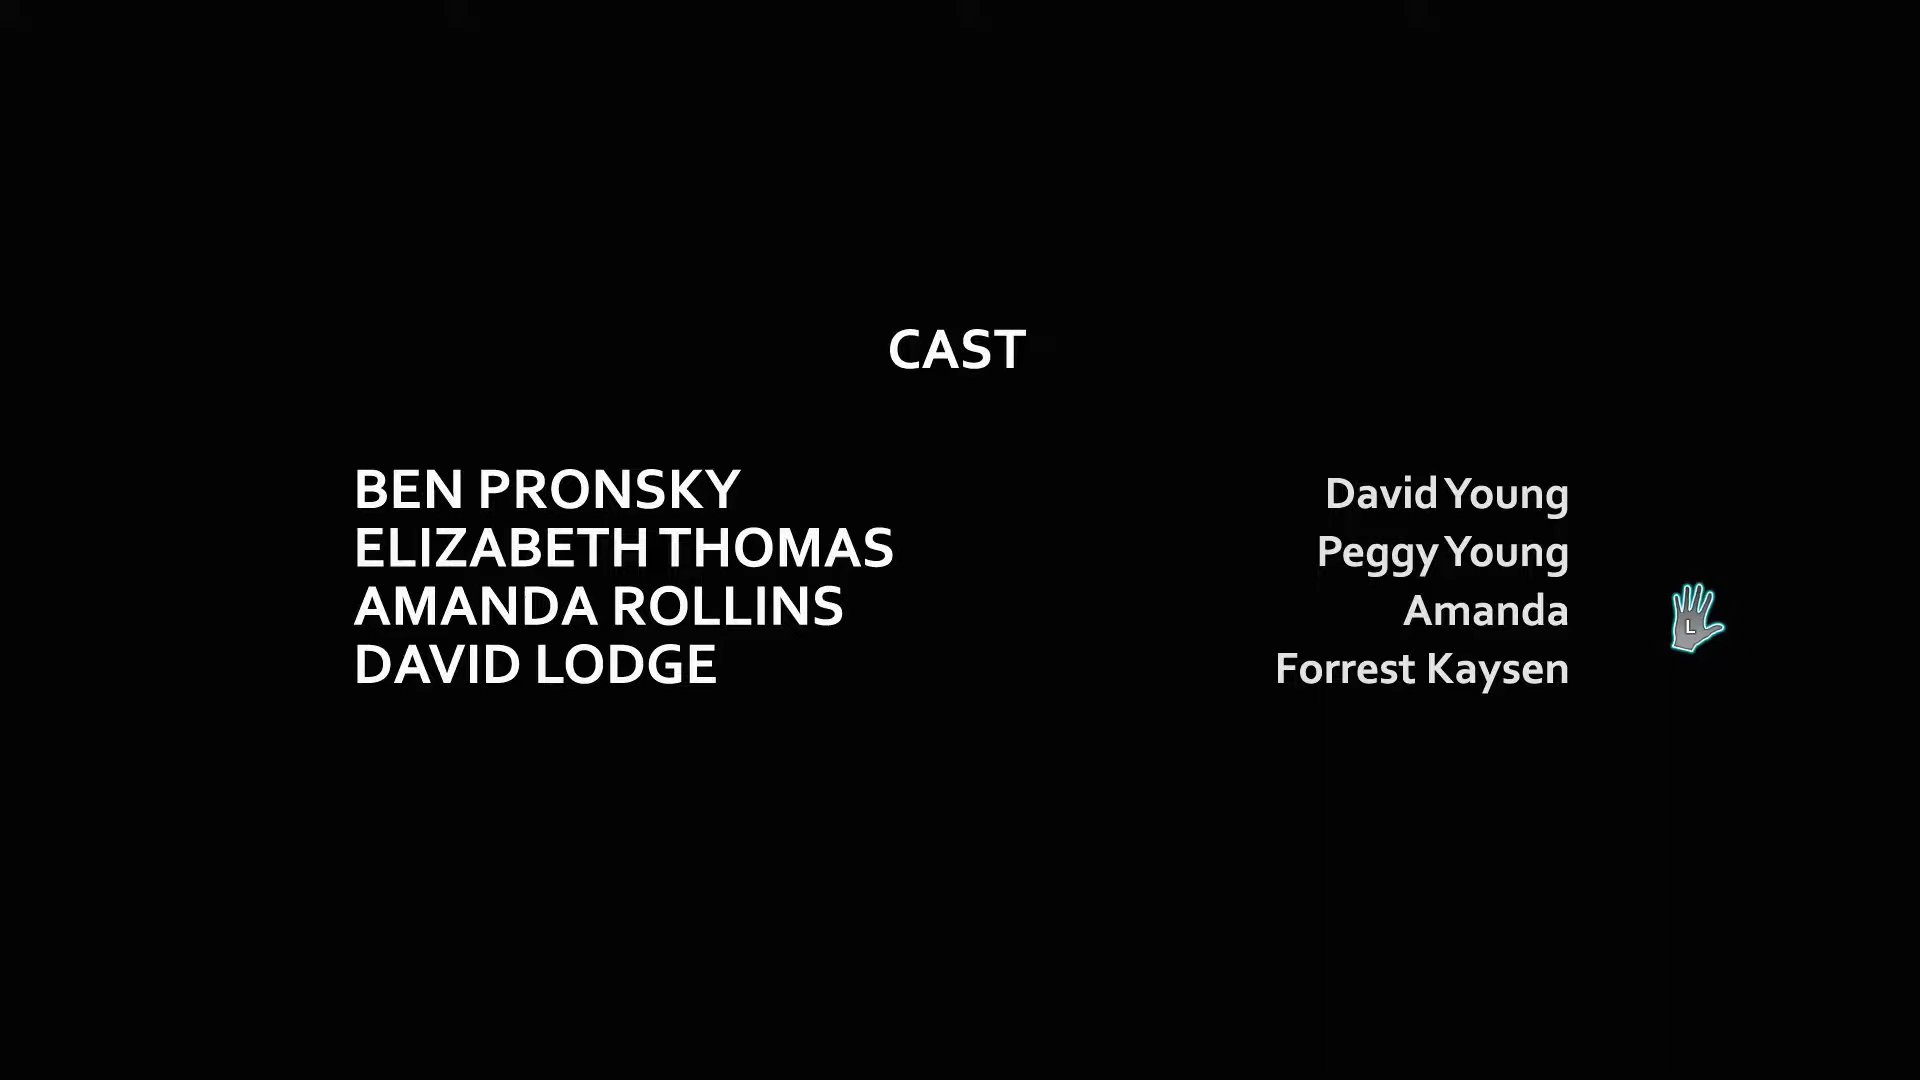 CAST
BEN PRONSKY David Young
ELIZABETH THOMAS Peggy Young
AMANDA ROLLINS Amanda
L
DAVID LODGE Forrest Kaysen